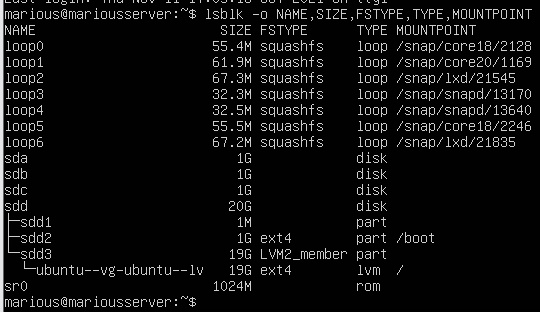 marious@mariousserver:~$ lsblk -o NAME,SIZE,FSTYPE,TYPE,MOUNTPOINT
NAME                      SIZE FSTYPE      TYPE MOUNTPOINT
loop0                    55.4M squashfs    loop /snap/core18/2128
loop1                    61.9M squashfs    loop /snap/core20/1169
loop2                    67.3M squashfs    loop /snap/lxd/21545
loop3                    32.3M squashfs    loop /snap/snapd/13170
loop4                    32.5M squashfs    loop /snap/snapd/13640
loop5                    55.5M squashfs    loop /snap/core18/2246
loop6                    67.2M squashfs    loop /snap/lxd/21835
sda                         1G             disk
sdb                         1G             disk
sdc                         1G             disk
sdd                        20G             disk
├─sdd1                      1M             part
├─sdd2                      1G ext4        part /boot
└─sdd3                     19G LVM2_member part
  └─ubuntu--vg-ubuntu--lv  19G ext4        lvm  /
sr0                      1024M             rom
marious@mariousserver:~$